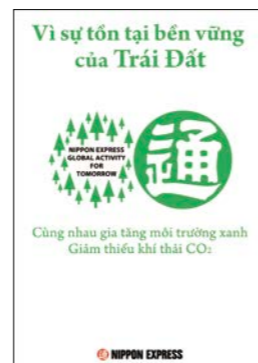 Vì sự tồn tại bền vững
của Trái Đất
NIPPON EXPRESS
GLOBAL ACTIVITY
FOR
TOMORROW
通
Cùng nhau gia tăng môi trường xanh
Giảm thiểu khí thải CO₂
NIPPON EXPRESS